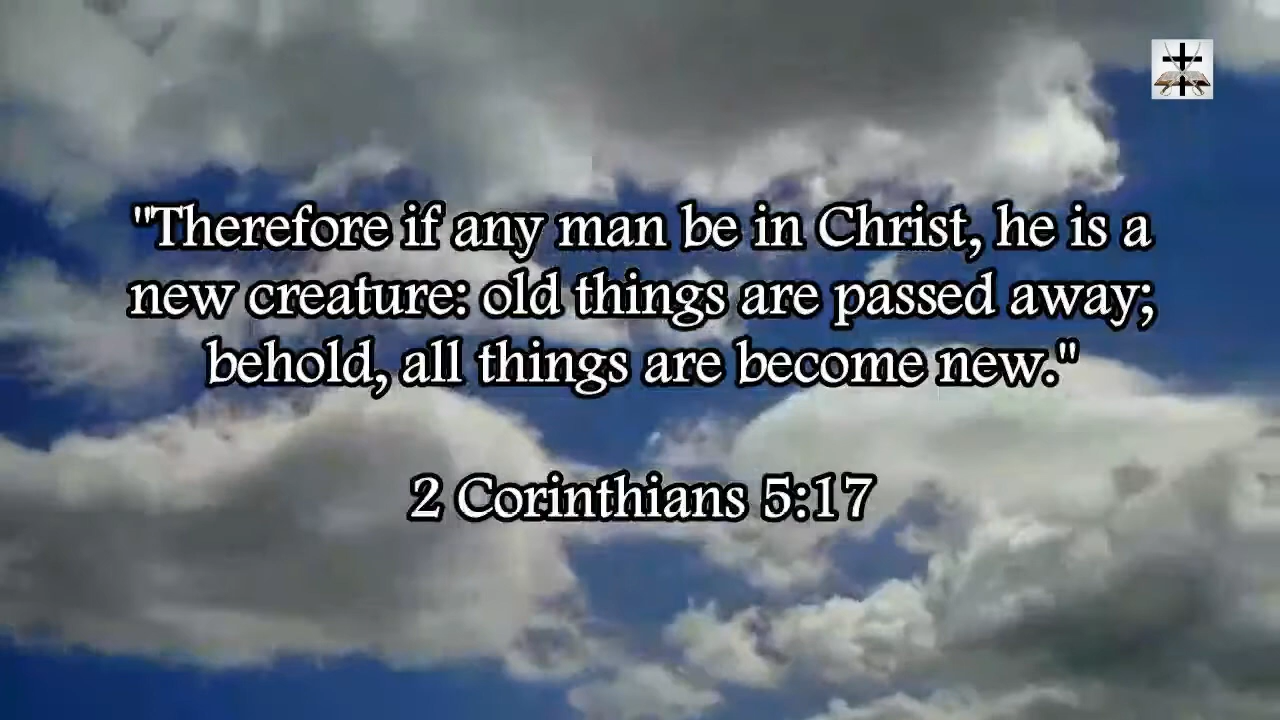 "Therefore if any man be in Christ, he is a
new creature: old things are passed away;
behold, all things are become new."
2 Corinthians 5:17